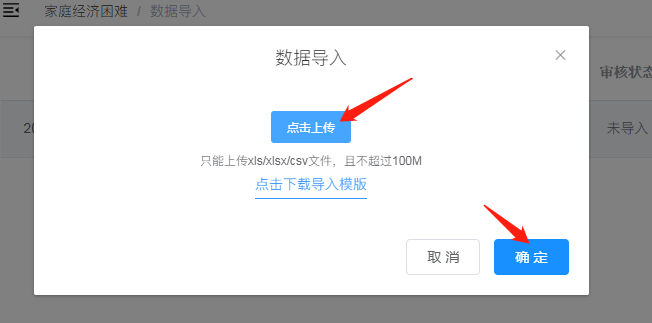 家庭经济困难 / 数据导入
数据导入
审核状态
点击上传
20
未导入
只能上传xls/xlsx/csv文件，且不超过100M
点击下载导入模版
取消
确定